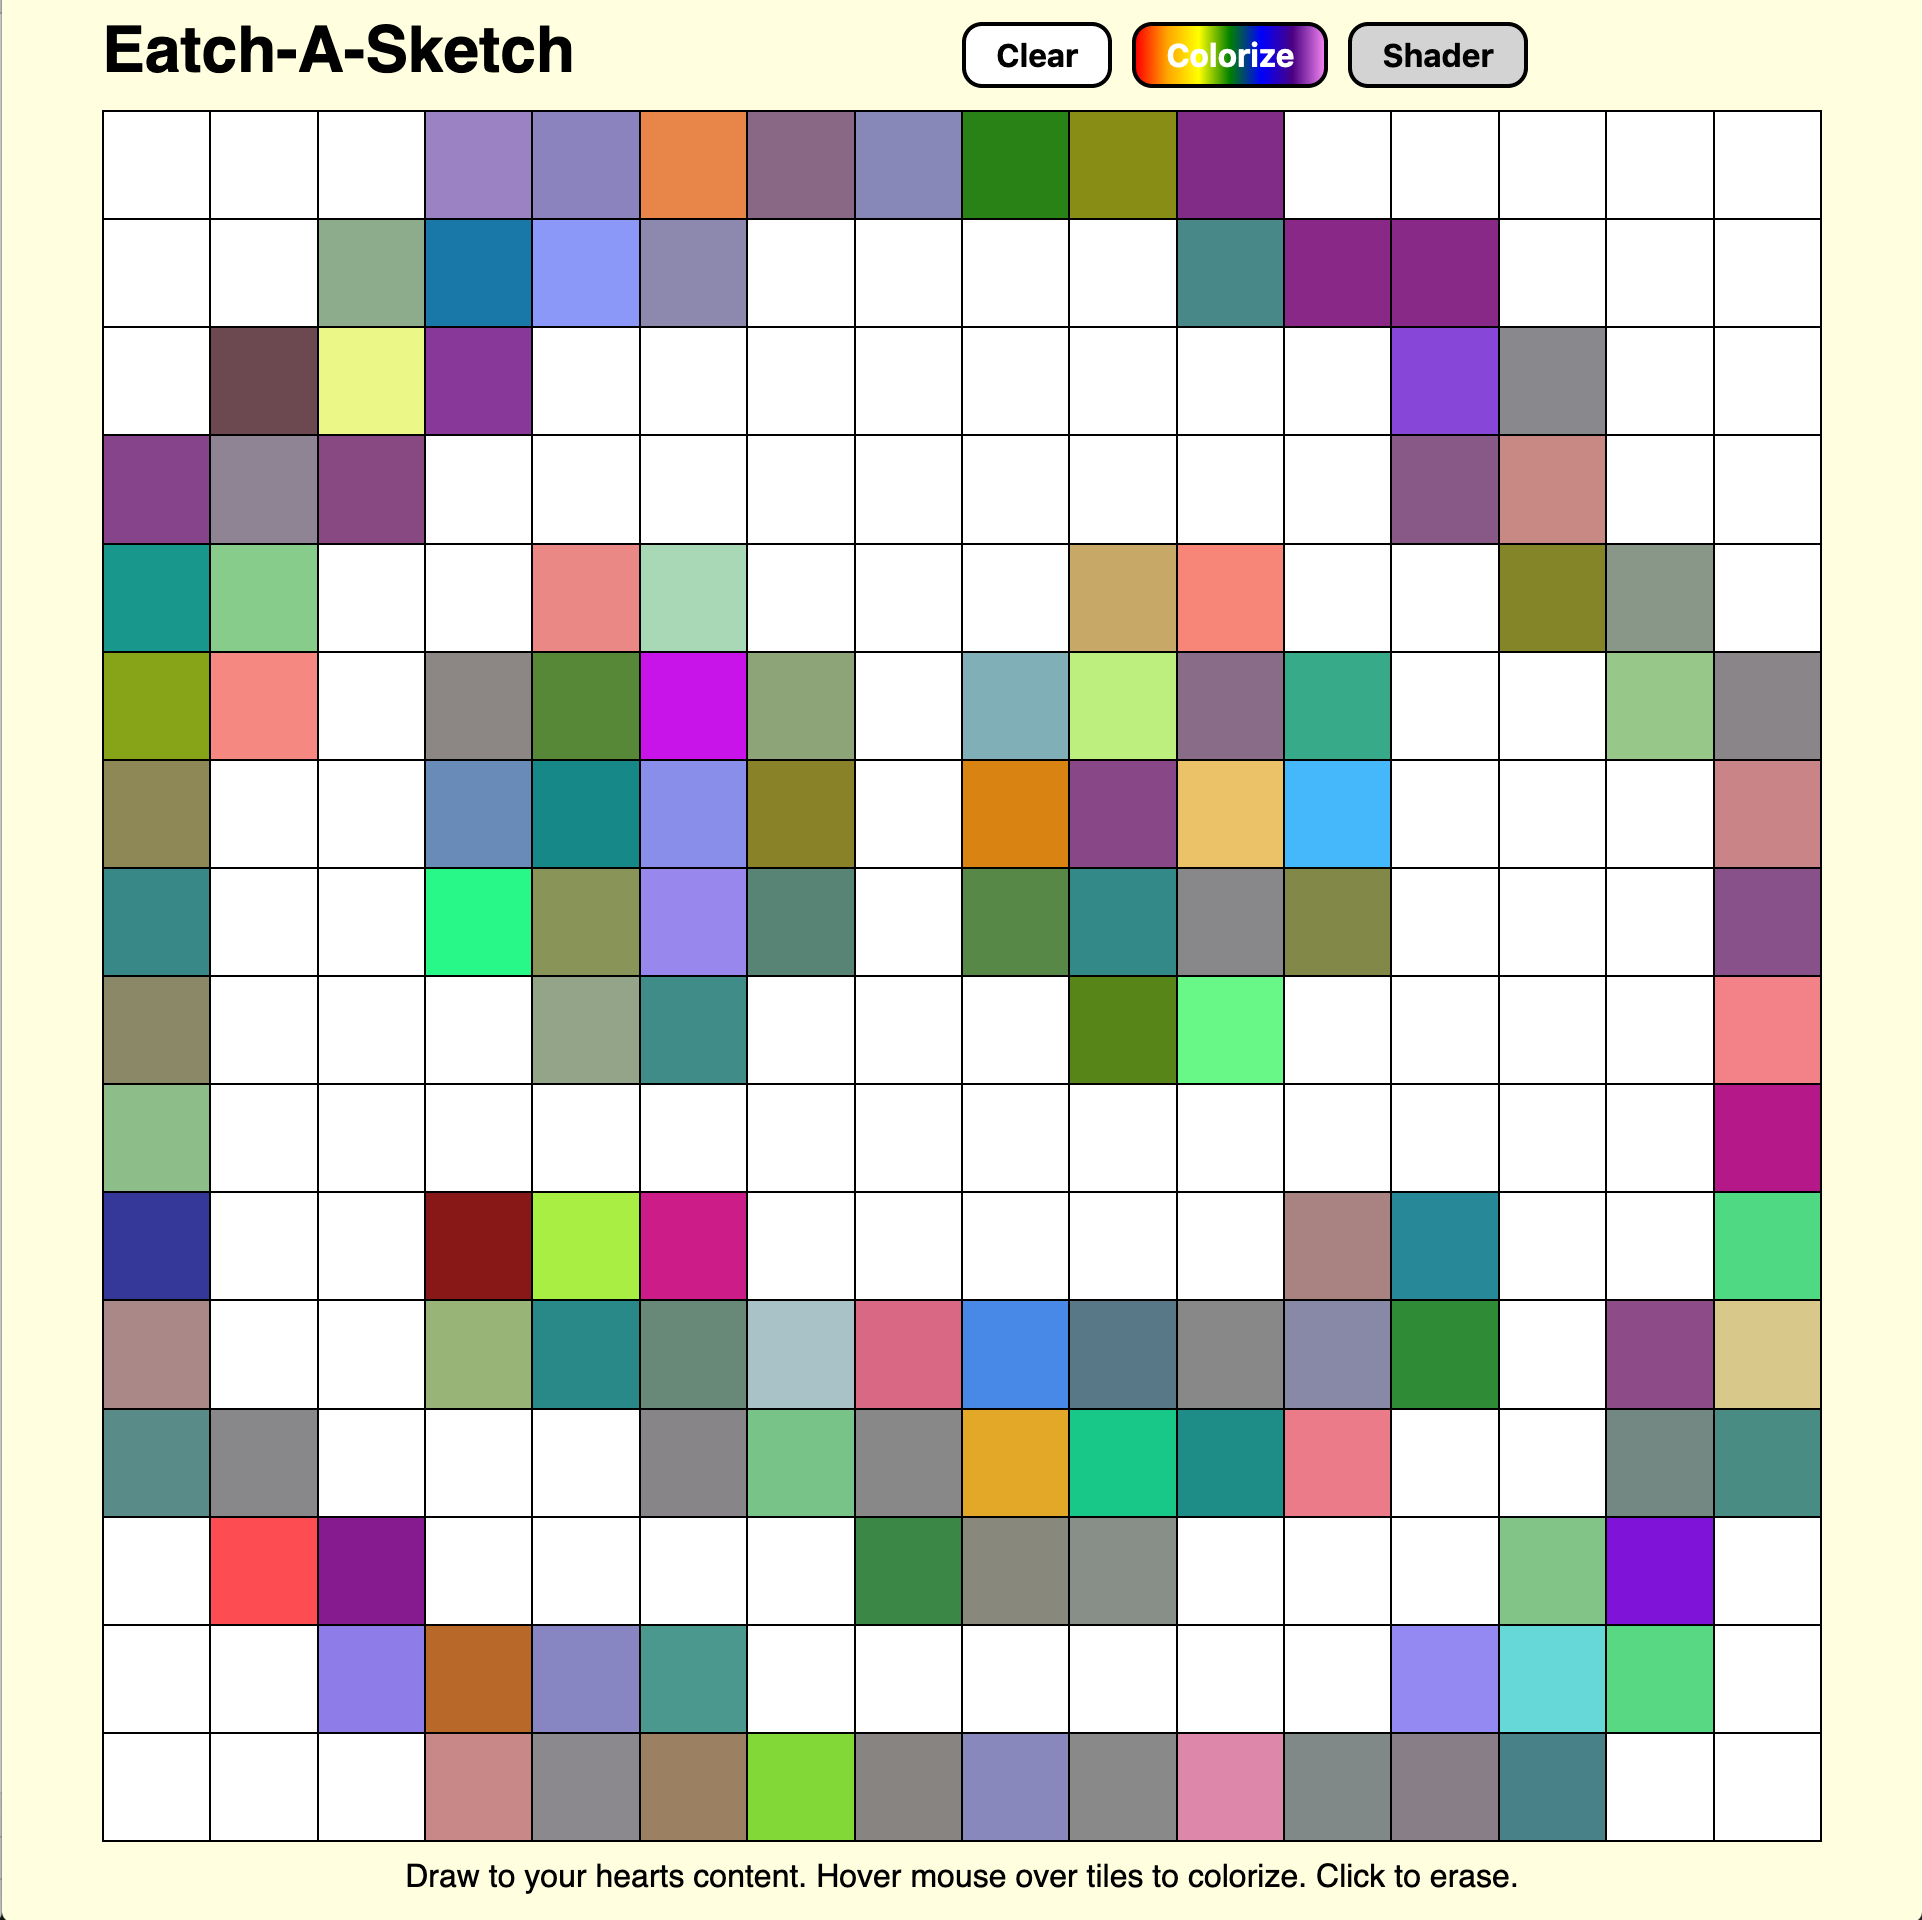 Eatch-A-Sketch
Clear
Colorize
Shader
Draw to your hearts content. Hover mouse over tiles to colorize. Click to erase.